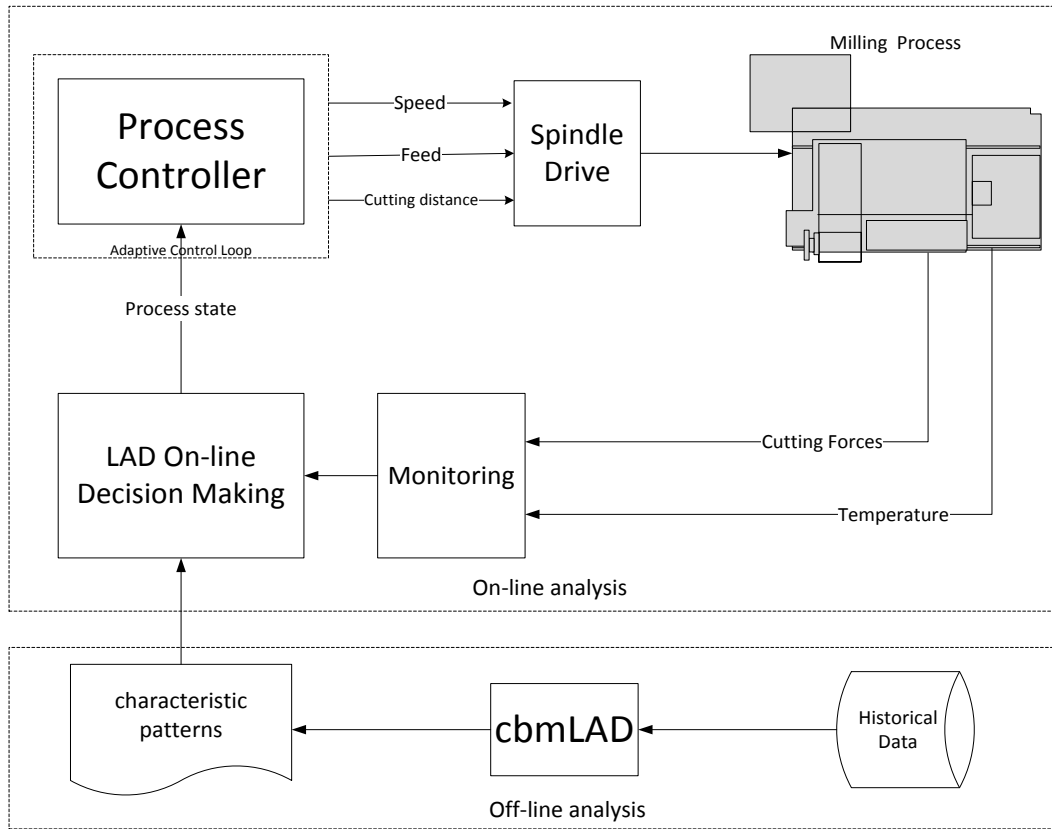 Milling Process
Process
Controller
Speed
Feed
Cutting distance
Spindle
Drive
Adaptive Control Loop
Process state
LAD On-line
Decision Making
Monitoring
Cutting Forces
Temperature
On-line analysis
characteristic
patterns
cbmLAD
Historical
Data
Off-line analysis